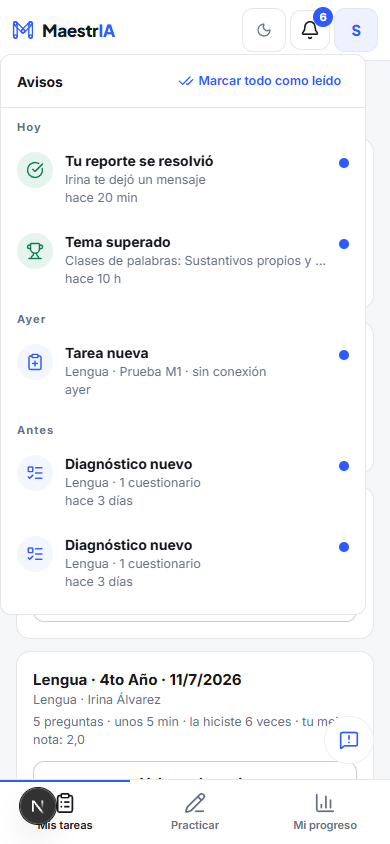 MaestrIA
6
S
Avisos
Marcar todo como leído
Hoy
Tu reporte se resolvió
Irina te dejó un mensaje
hace 20 min
Tema superado
Clases de palabras: Sustantivos propios y ...
hace 10 h
Ayer
Tarea nueva
Lengua · Prueba M1 · sin conexión
ayer
Antes
Diagnóstico nuevo
Lengua · 1 cuestionario
hace 3 días
Diagnóstico nuevo
Lengua · 1 cuestionario
hace 3 días
Lengua · 4to Año · 11/7/2026
Lengua · Irina Álvarez
5 preguntas · unos 5 min · la hiciste 6 veces · tu
nota: 2,0
N
Mis tareas
Practicar
Mi progreso